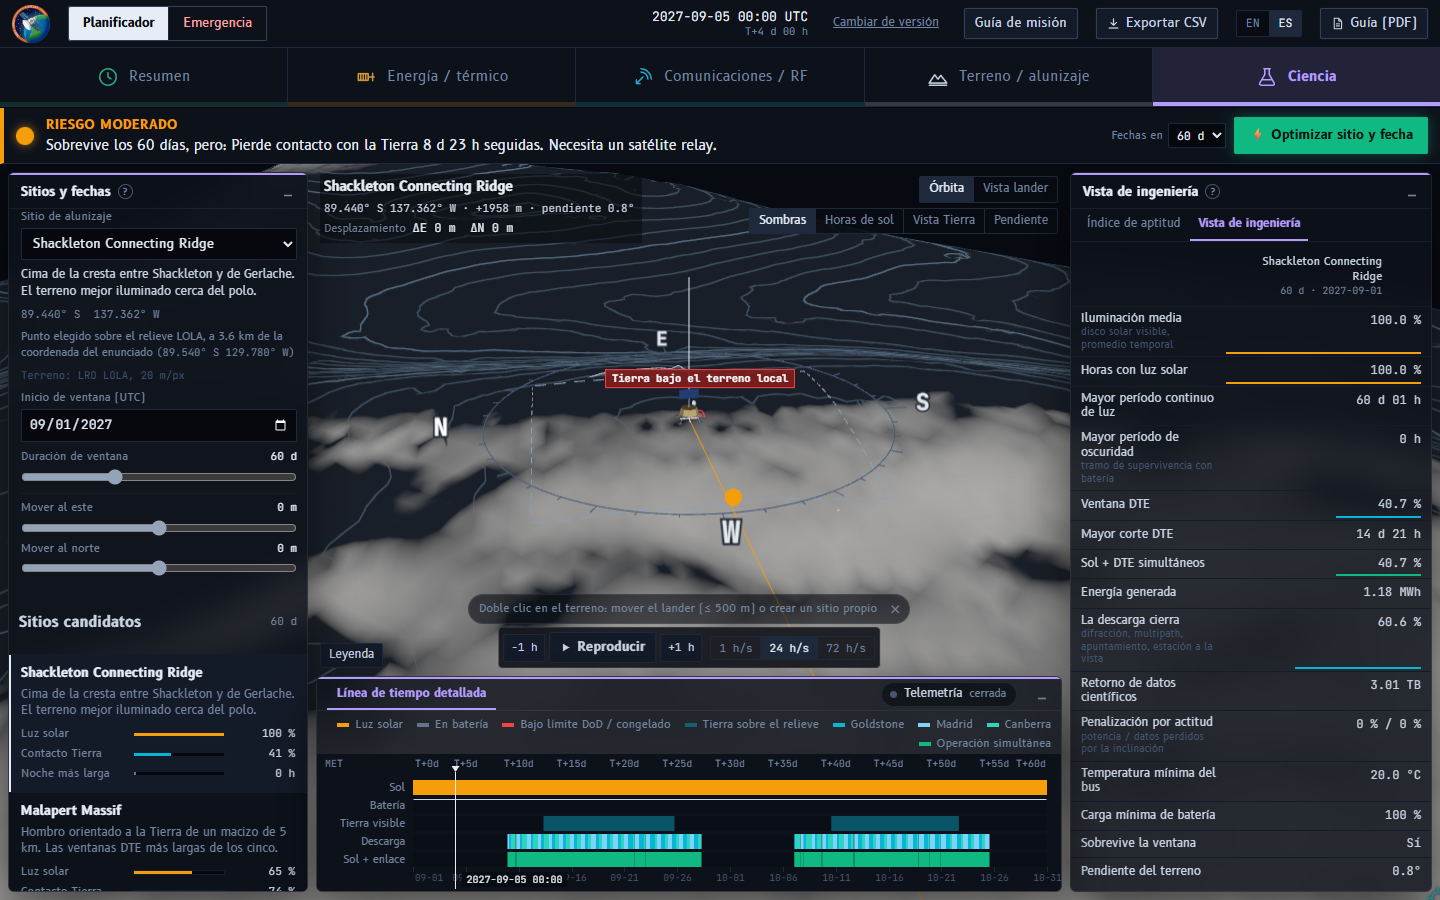 Planificador
Emergencia
2027-09-05 00:00 UTC
T+4 d 00 h
Cambiar de versión
Guía de misión
Exportar CSV
EN
ES
Guía (PDF)
Resumen
Energía / térmico
Comunicaciones / RF
Terreno / alunizaje
Ciencia
RIESGO MODERADO
Sobrevive los 60 días, pero: Pierde contacto con la Tierra 8 d 23 h seguidas. Necesita un satélite relay.
Fechas en
60 d
Optimizar sitio y fecha
Sitios y fechas
?
Sitio de alunizaje
Shackleton Connecting Ridge
Cima de la cresta entre Shackleton y de Gerlache.
El terreno mejor iluminado cerca del polo.
89.440° S 137.362° W
Punto elegido sobre el relieve LOLA, a 3.6 km de la
coordenada del enunciado (89.540° S 129.780° W)
Terreno: LRO LOLA, 20 m/px
Inicio de ventana (UTC)
09/01/2027
Duración de ventana
60 d
Mover al este
0 m
Mover al norte
0 m
Sitios candidatos
60 d
Shackleton Connecting Ridge
Cima de la cresta entre Shackleton y de Gerlache.
El terreno mejor iluminado cerca del polo.
Luz solar
100 %
Contacto Tierra
41 %
Noche más larga
0 h
Malapert Massif
Hombro orientado a la Tierra de un macizo de 5
km. Las ventanas DTE más largas de los cinco.
Luz solar
65 %
Contacto Tierra
74 %
Shackleton Connecting Ridge
89.440° S 137.362° W · +1958 m · pendiente 0.8°
Desplazamiento ΔE 0 m ΔN 0 m
Órbita
Vista lander
Sombras
Horas de sol
Vista Tierra
Pendiente
E
Tierra bajo el terreno local
N
S
W
Doble clic en el terreno: mover el lander (≤ 500 m) o crear un sitio propio
Leyenda
-1 h
Reproducir
+1 h
1 h/s
24 h/s
72 h/s
Línea de tiempo detallada
Telemetría cerrada
Luz solar
En batería
Bajo límite DoD / congelado
Tierra sobre el relieve
Goldstone
Madrid
Canberra
Operación simultánea
MET
T+0d
T+5d
T+10d
T+15d
T+20d
T+25d
T+30d
T+35d
T+40d
T+45d
T+50d
T+55d
T+60d
Sol
Batería
Tierra visible
Descarga
Sol + enlace
09-01
2027-09-05 00:00
-16
09-21
09-26
10-01
10-06
10-11
10-16
10-21
10-26
10-31
Vista de ingeniería
?
Índice de aptitud
Vista de ingeniería
Shackleton Connecting
Ridge
60 d · 2027-09-01
Iluminación media
100.0 %
disco solar visible,
promedio temporal
Horas con luz solar
100.0 %
Mayor período continuo
de luz
60 d 01 h
Mayor período de
oscuridad
0 h
tramo de supervivencia con
batería
Ventana DTE
40.7 %
Mayor corte DTE
14 d 21 h
Sol + DTE simultáneos
40.7 %
Energía generada
1.18 MWh
La descarga cierra
60.6 %
difracción, multipath,
apuntamiento, estación a la
vista
Retorno de datos
científicos
3.01 TB
Penalización por actitud
0 % / 0 %
potencia / datos perdidos
por la inclinación
Temperatura mínima del
bus
20.0 °C
Carga mínima de batería
100 %
Sobrevive la ventana
Sí
Pendiente del terreno
0.8°